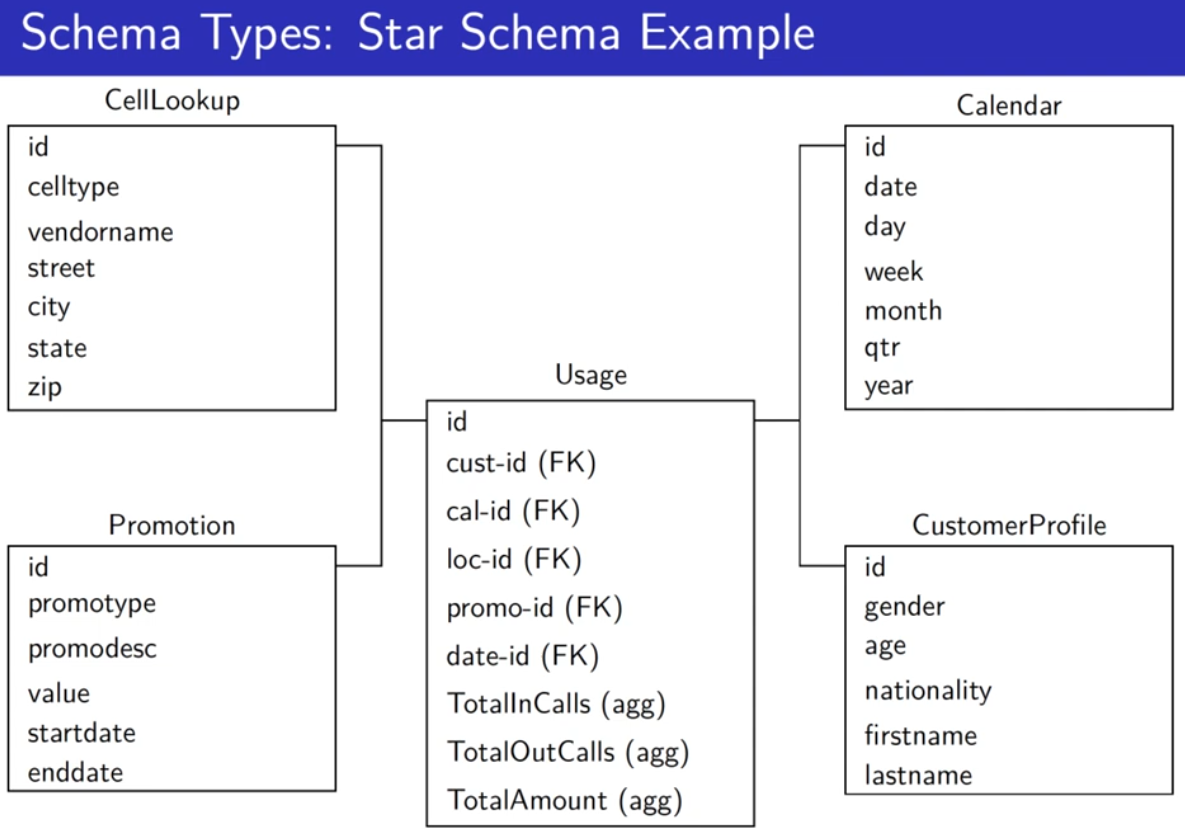 Schema Types: Star Schema Example
CellLookup
id
celltype
vendorname
street
city
state
zip
Calendar
id
date
day
week
month
qtr
year
Usage
id
cust-id (FK)
cal-id (FK)
loc-id (FK)
promo-id (FK)
date-id (FK)
TotalInCalls (agg)
TotalOutCalls (agg)
TotalAmount (agg)
Promotion
id
promotype
promodesc
value
startdate
enddate
CustomerProfile
id
gender
age
nationality
firstname
lastname